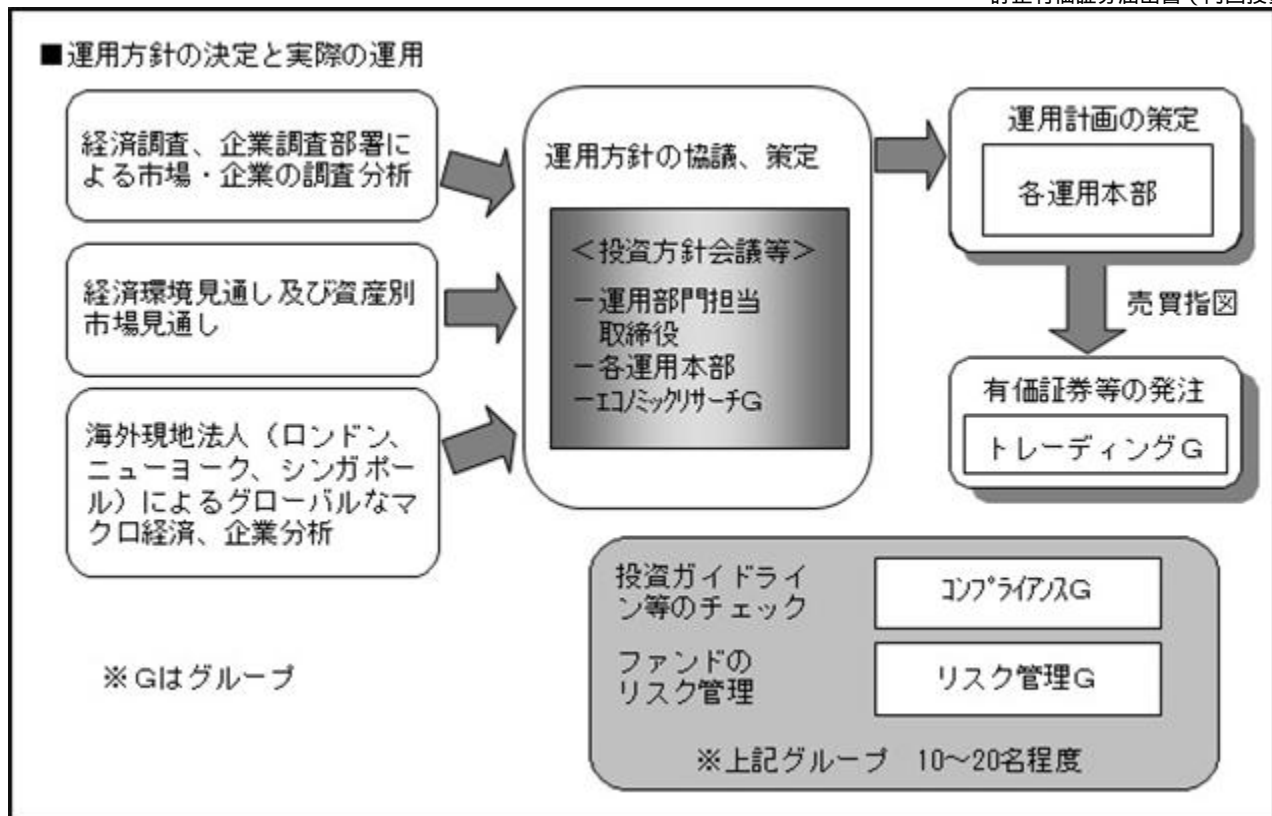 ■運用方針の決定と実際の運用
経済調査、企業調査部署に
よる市場・企業の調査分析
経済環境見通し及び資産別
市場見通し
海外現地法人（ロンドン、
ニューヨーク、シンガポー
ル）によるグローバルなマ
クロ経済、企業分析
運用方針の協議、策定
＜投資方針会議等＞
－運用部門担当
取締役
－各運用本部
－ｴｺﾉﾐｯｸﾘｻｰﾁG
運用計画の策定
各運用本部
売買指図
有価証券等の発注
トレーディングG
投資ガイドライ
ン等のチェック
ｺﾝﾌﾟﾗｲｱﾝｽG
ファンドの
リスク管理
リスク管理G
※上記グループ　10～20名程度
※Gはグループ